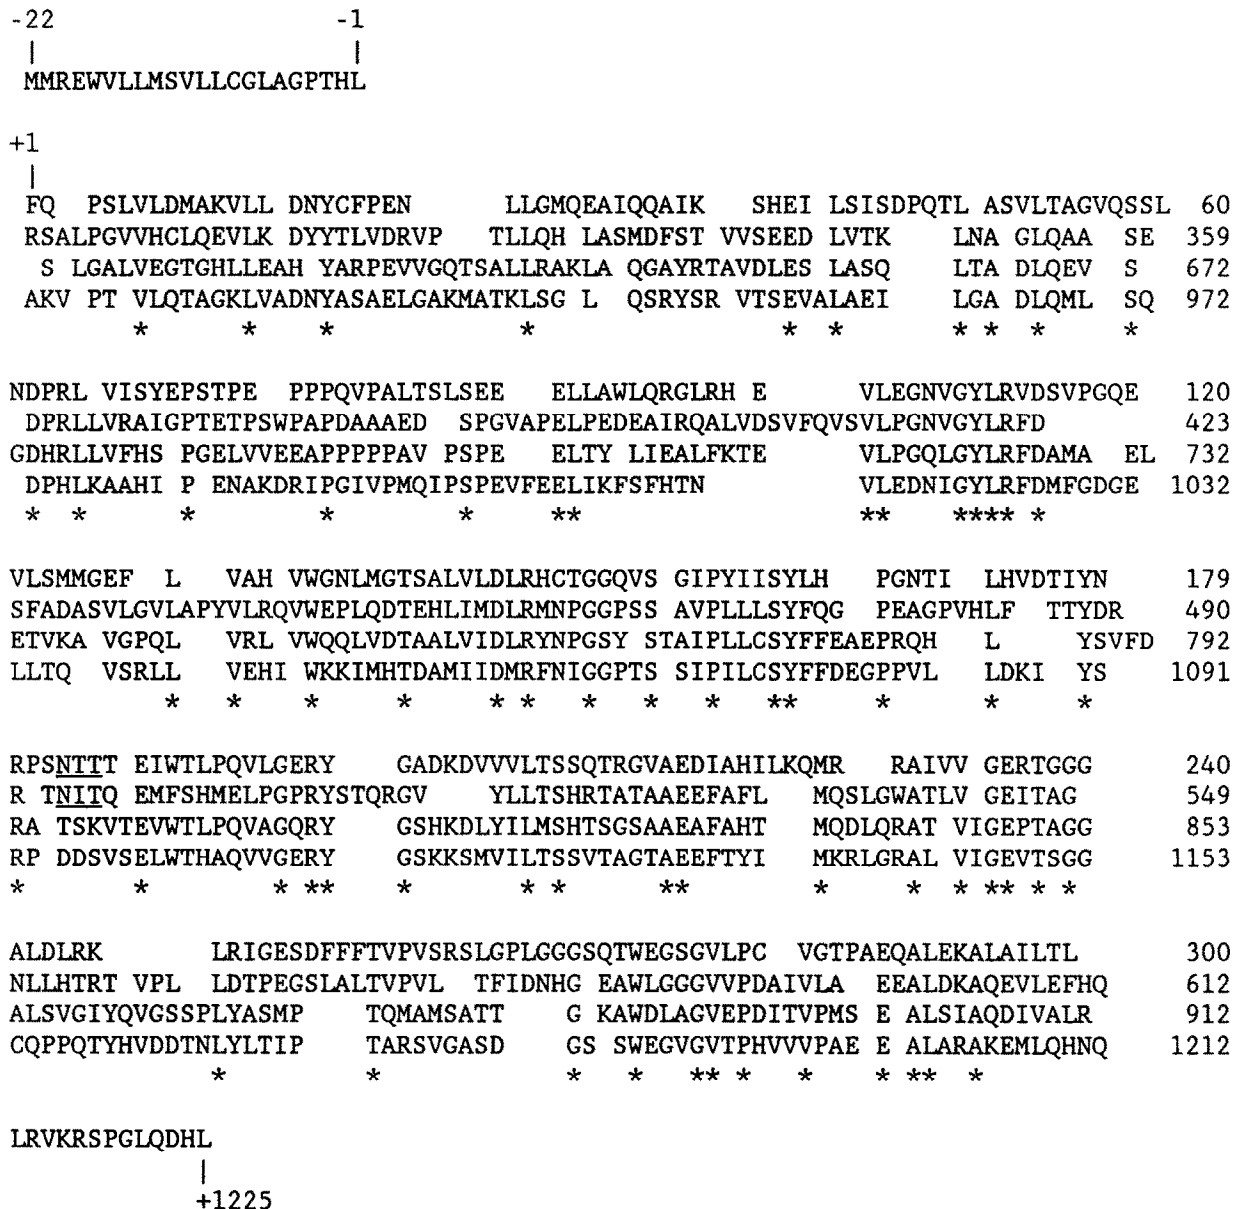 -22 -1
| |
MMREWVLLMSVLLCGLAGPTHL
+1
|
FQ PSLVLDMAKVLL DNYCFPEN LLGMQEAIQQAIK SHEI LSISDPQTL ASVLTAGVQSSL 60
RSALPGVVHCLQEVLK DYYTLVDRVP TLLQH LASMDFST VVSEED LVTK LNA GLQAA SE 359
S LGALVEGTGHLLEAH YARPEVVGQTSALLRAKLA QGAYRTAVDLES LASQ LTA DLQEV S 672
AKV PT VLQTAGKLVADNYASAELGAKMATKLSG L QSRYSR VTSEVALAEI LGA DLQML SQ 972
* * * * * * * * * *
NDPRL VISYEPSTPE PPPQVPALTSLSEE ELLAWLQRGLRH E VLEGNVGYLRVDSVPGQE 120
DPRLLVRAIGPTETPSWPAPDAAAED SPGVAPELPEDEAIRQALVDSVFQVSVLPGNVGYLRFD 423
GDHRLLVFHS PGELVVEEAPPPPPAV PSPE ELTY LIEALFKTE VLPGQLGYLRFDAMA EL 732
DPHLKAAHI P ENAKDRIPGIVPMQIPSPEVFEELIKFSFHTN VLEDNIGYLRFDMFGDGE 1032
* * * * * ** ** **** *
VLSMMGEF L VAH VWGNLMGTSALVLDLRHCTGGQVS GIPYIISYLH PGNTI LHVDTIYN 179
SFADASVLGVLAPYVLRQVWEPLQDTEHLIMDLRMNPGGPSS AVPLLLSYFQG PEAGPVHLF TTYDR 490
ETVKA VGPQL VRL VWQQLVDTAALVIDLRYNPGSY STAIPLLCSYFFEAEPRQH L YSVFD 792
LLTQ VSRLL VEHI WKKIMHTDAMIIDMRFNIGGPTS SIPILCSYFFDEGPPVL LDKI YS 1091
* * * * * * * * * ** * * *
RPSNTTT EIWTLPQVLGERY GADKDVVVLTSSQTRGVAEDIAHILKQMR RAIVV GERTGGG 240
R TNITQ EMFSHMELPGPRYSTQRGV YLLTSHRTATAAEEFAFL MQSLGWATLV GEITAG 549
RA TSKVTEVWTLPQVAGQRY GSHKDLYILMSHTSGSAAEAFAHT MQDLQRAT VIGEPTAGG 853
RP DDSVSELWTHAQVVGERY GSKKSMVILTSSVTAGTAEEFTYI MKRLGRAL VIGEVTSGG 1153
* * * ** * * * ** * * * ** * *
ALDLRK LRIGESDFFFTVPVSRSLGPLGGGSQTWEGSGVLPC VGTPAEQALEKALAILTL 300
NLLHTRT VPL LDTPEGSLALTVPVL TFIDNHG EAWLGGGVVPDAIVLA EEALDKAQEVLEFHQ 612
ALSVGIYQVGSSPLYASMP TQMAMSATT G KAWDLAGVEPDITVPMS E ALSIAQDIVALR 912
CQPPQTYHVDDTNLYLTIP TARSVGASD GS SWEGVGVTPHVVVPAE E ALARAKEMLQHNQ 1212
* * * * ** * * * ** *
LRVKRSPGLQDHL
|
+1225